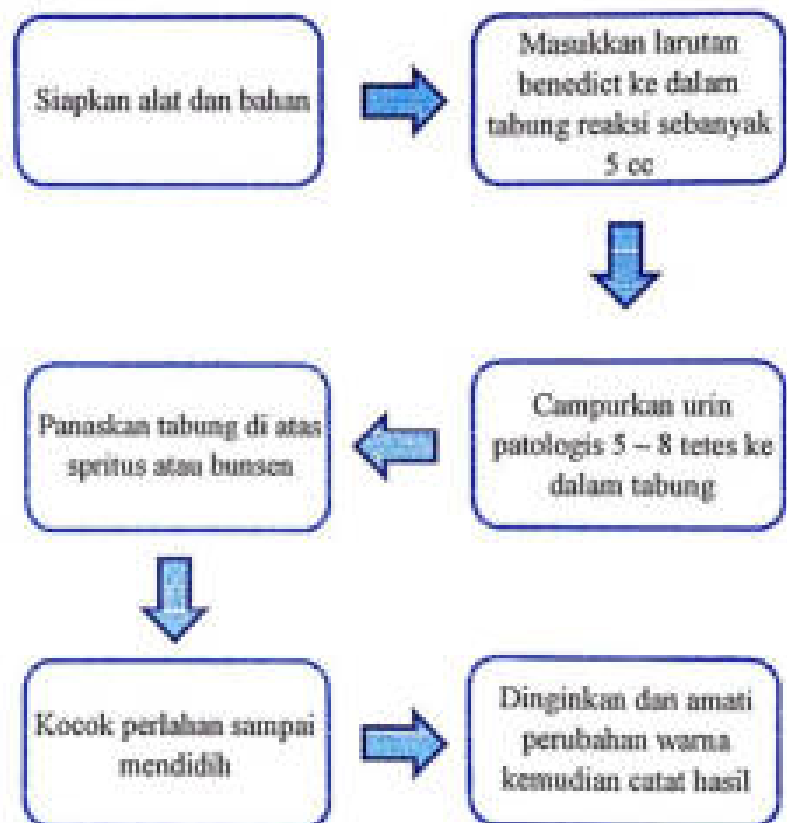 Siapkan alat dan bahan
Masukkan larutan
benedict ke dalam
tabung reaksi sebanyak
5 cc
Campurkan urin
patologis 5 – 8 tetes ke
dalam tabung
Panaskan tabung di atas
spritus atau bunsen
Kocok perlahan sampai
mendidih
Dinginkan dan amati
perubahan warna
kemudian catat hasil